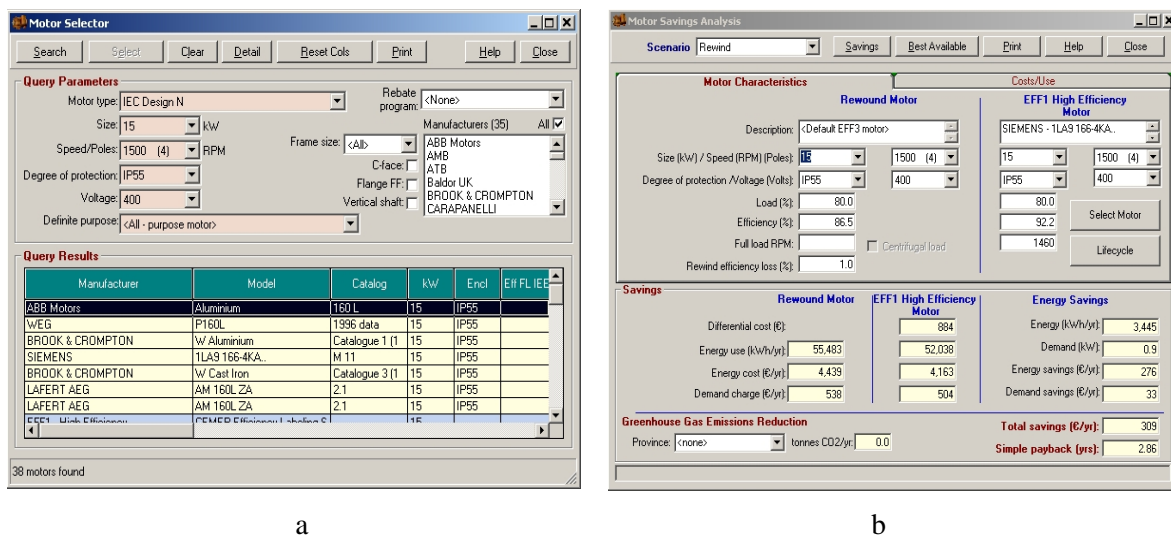 Motor Selector
Search Select Clear Detail Reset Cols Print Help Close
Query Parameters
Motor type: IEC Design N
Rebate program: <None>
Size: 15 kW
Manufacturers (35) All
Speed/Poles: 1500 (4) RPM
Frame size: <All>
ABB Motors
AMB
ATB
Baldor UK
BROOK & CROMPTON
CARAPANELLI
Degree of protection: IP55
C-face:
Flange FF:
Voltage: 400
Vertical shaft:
Definite purpose: <All - purpose motor>
Query Results
Manufacturer Model Catalog kW Encl Eff FL IEE
ABB Motors Aluminium 160 L 15 IP55
WEG P160L 1996 data 15 IP55
BROOK & CROMPTON W Aluminium Catalogue 1 (1 15 IP55
SIEMENS 1LA9 166-4KA.. M 11 15 IP55
BROOK & CROMPTON W Cast Iron Catalogue 3 (1 15 IP55
LAFERT AEG AM 160L ZA 2.1 15 IP55
LAFERT AEG AM 160L ZA 2.1 15 IP55
EFF1 - High Efficiency CEMEP Efficiency Labeling S 15
38 motors found
a
Motor Savings Analysis
Scenario Rewind Savings Best Available Print Help Close
Motor Characteristics Costs/Use
Rewound Motor EFF1 High Efficiency Motor
Description: <Default EFF3 motor> SIEMENS - 1LA9 166-4KA..
Size (kW) / Speed (RPM) (Poles): 15 1500 (4) 15 1500 (4)
Degree of protection /Voltage (Volts): IP55 400 IP55 400
Load (%): 80.0 80.0
Efficiency (%): 86.5 92.2
Select Motor
Full load RPM: Centrifugal load 1460
Lifecycle
Rewind efficiency loss (%): 1.0
Savings
Rewound Motor EFF1 High Efficiency Motor Energy Savings
Differential cost (€): 884 Energy (kWh/yr): 3,445
Energy use (kWh/yr): 55,483 52,038 Demand (kW): 0.9
Energy cost (€/yr): 4,439 4,163 Energy savings (€/yr): 276
Demand charge (€/yr): 538 504 Demand savings (€/yr): 33
Greenhouse Gas Emissions Reduction
Total savings (€/yr): 309
Province: <none> tonnes CO2/yr: 0.0
Simple payback (yrs): 2.86
b